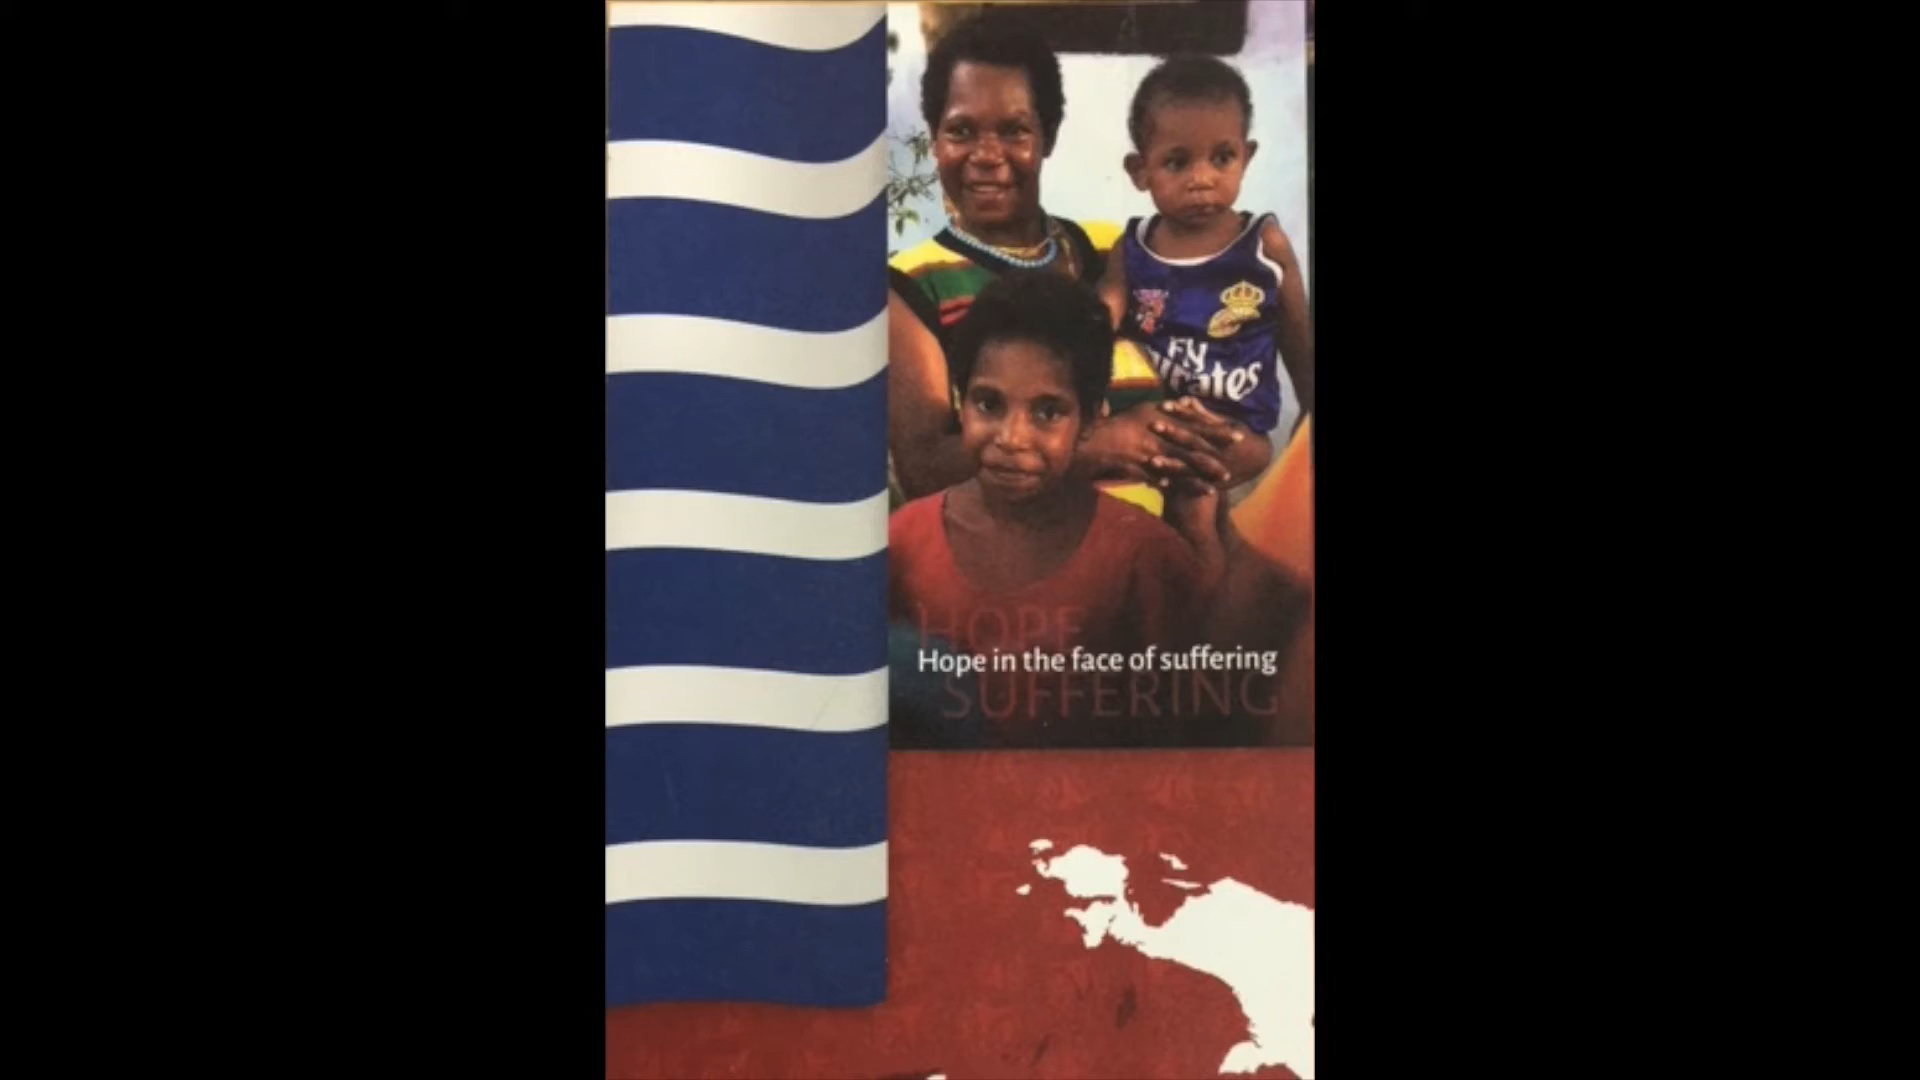 Fly
Emirates
HOPE
Hope in the face of suffering
SUFFERING